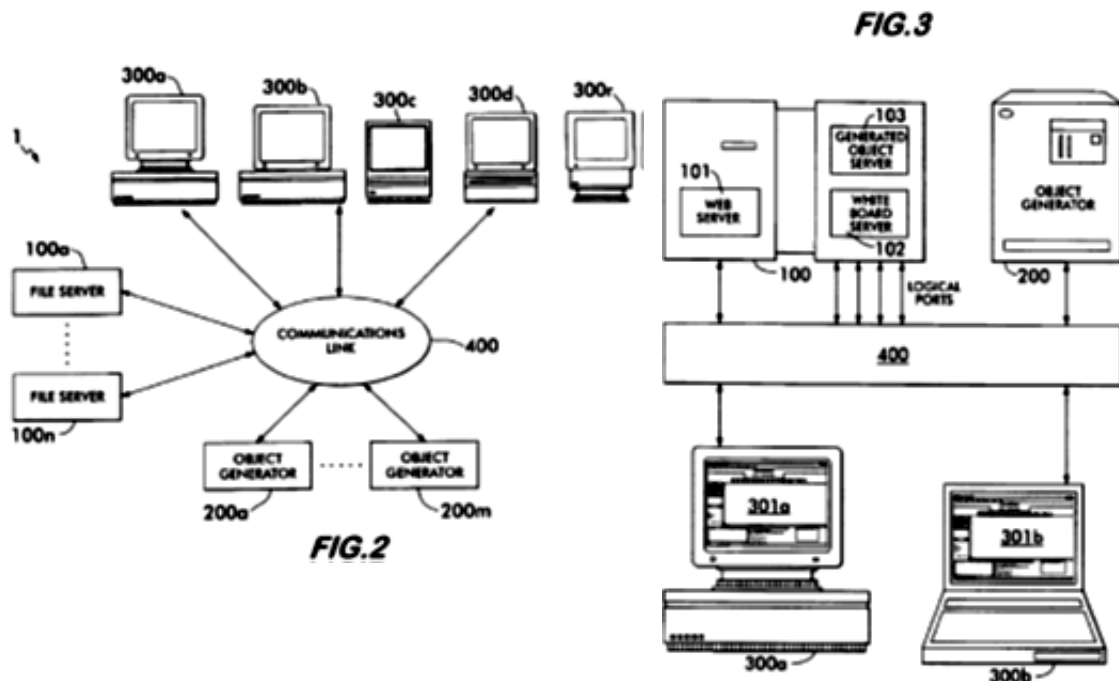 FIG.3
300a
300b
300c
300d
300r
1
103
GENERATED
OBJECT
SERVER
101
WEB
SERVER
WHITE
BOARD
SERVER
102
OBJECT
GENERATOR
100
200
LOGICAL
PORTS
100a
FILE SERVER
COMMUNICATIONS
LINK
400
FILE SERVER
100n
400
OBJECT
GENERATOR
OBJECT
GENERATOR
200a
200m
FIG.2
301a
301b
300a
300b